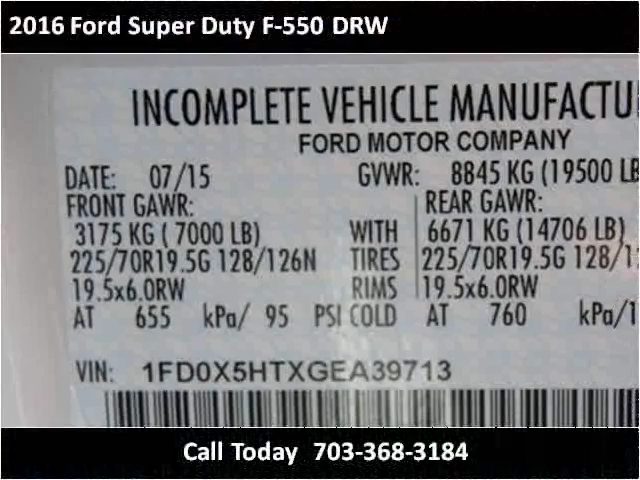 2016 Ford Super Duty F-550 DRW
INCOMPLETE VEHICLE MANUFACTU
FORD MOTOR COMPANY
DATE: 07/15 GVWR: 8845 KG (19500 LB
FRONT GAWR: REAR GAWR:
3175 KG ( 7000 LB) WITH 6671 KG (14706 LB)
225/70R19.5G 128/126N TIRES 225/70R19.5G 128/1
19.5x6.0RW RIMS 19.5x6.0RW
AT 655 kPa/ 95 PSI COLD AT 760 kPa/1
VIN: 1FD0X5HTXGEA39713
Call Today 703-368-3184